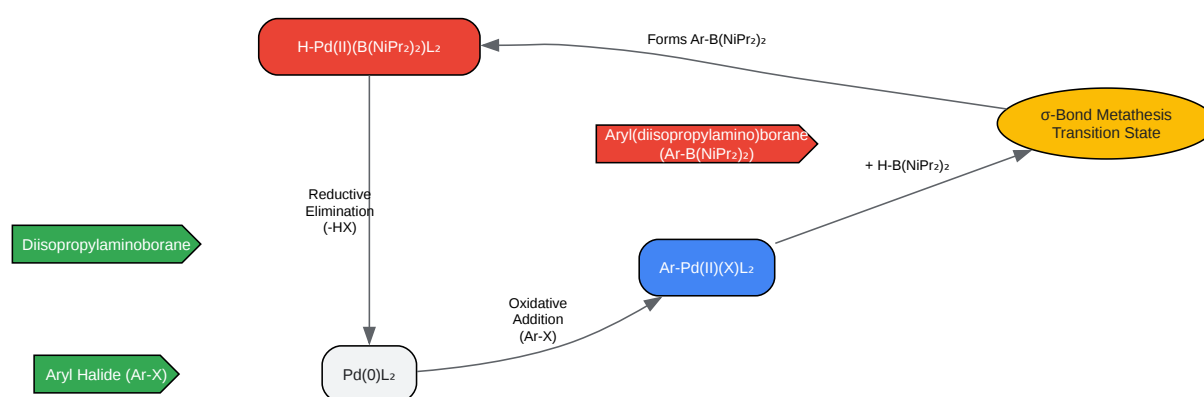 H-Pd(II)(B(NiPr₂)₂)L₂
Forms Ar-B(NiPr₂)₂
σ-Bond Metathesis
Transition State
Aryl(diisopropylamino)borane
(Ar-B(NiPr₂)₂)
+ H-B(NiPr₂)₂
Reductive
Elimination
(-HX)
Diisopropylaminoborane
Ar-Pd(II)(X)L₂
Oxidative
Addition
(Ar-X)
Aryl Halide (Ar-X)
Pd(0)L₂